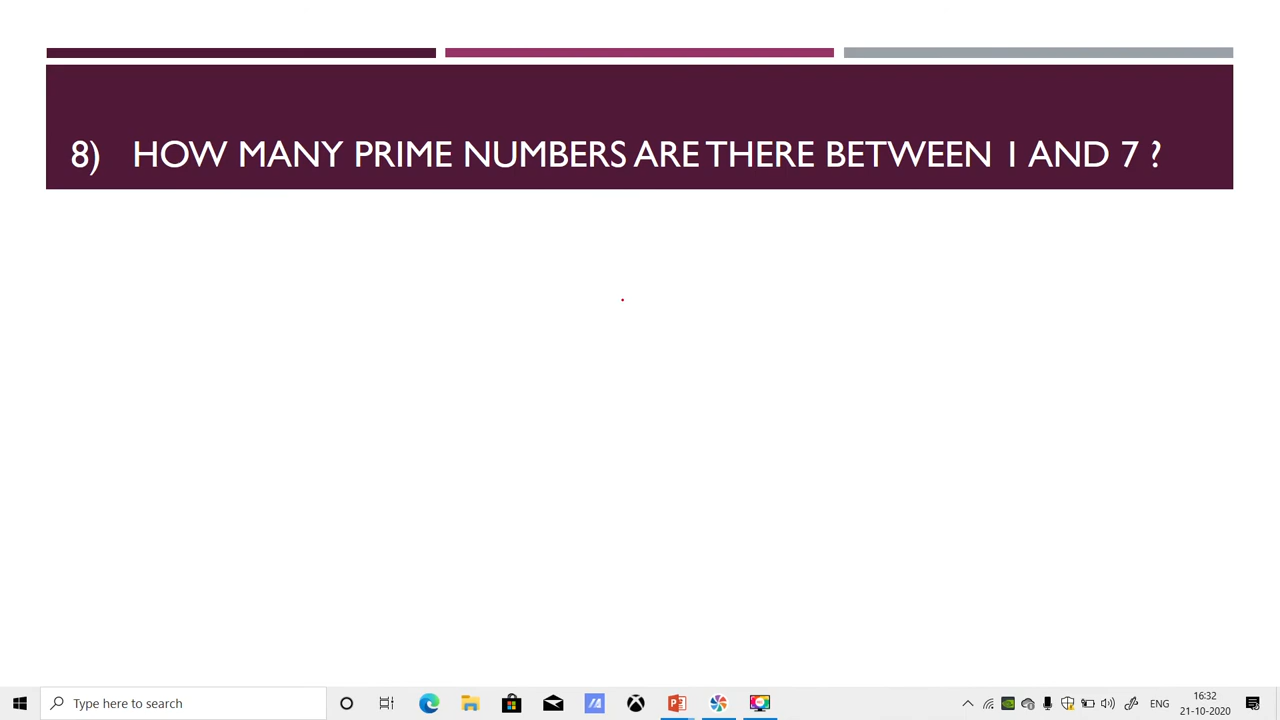 8) HOW MANY PRIME NUMBERS ARE THERE BETWEEN 1 AND 7 ?
Type here to search
ENG
16:32
21-10-2020